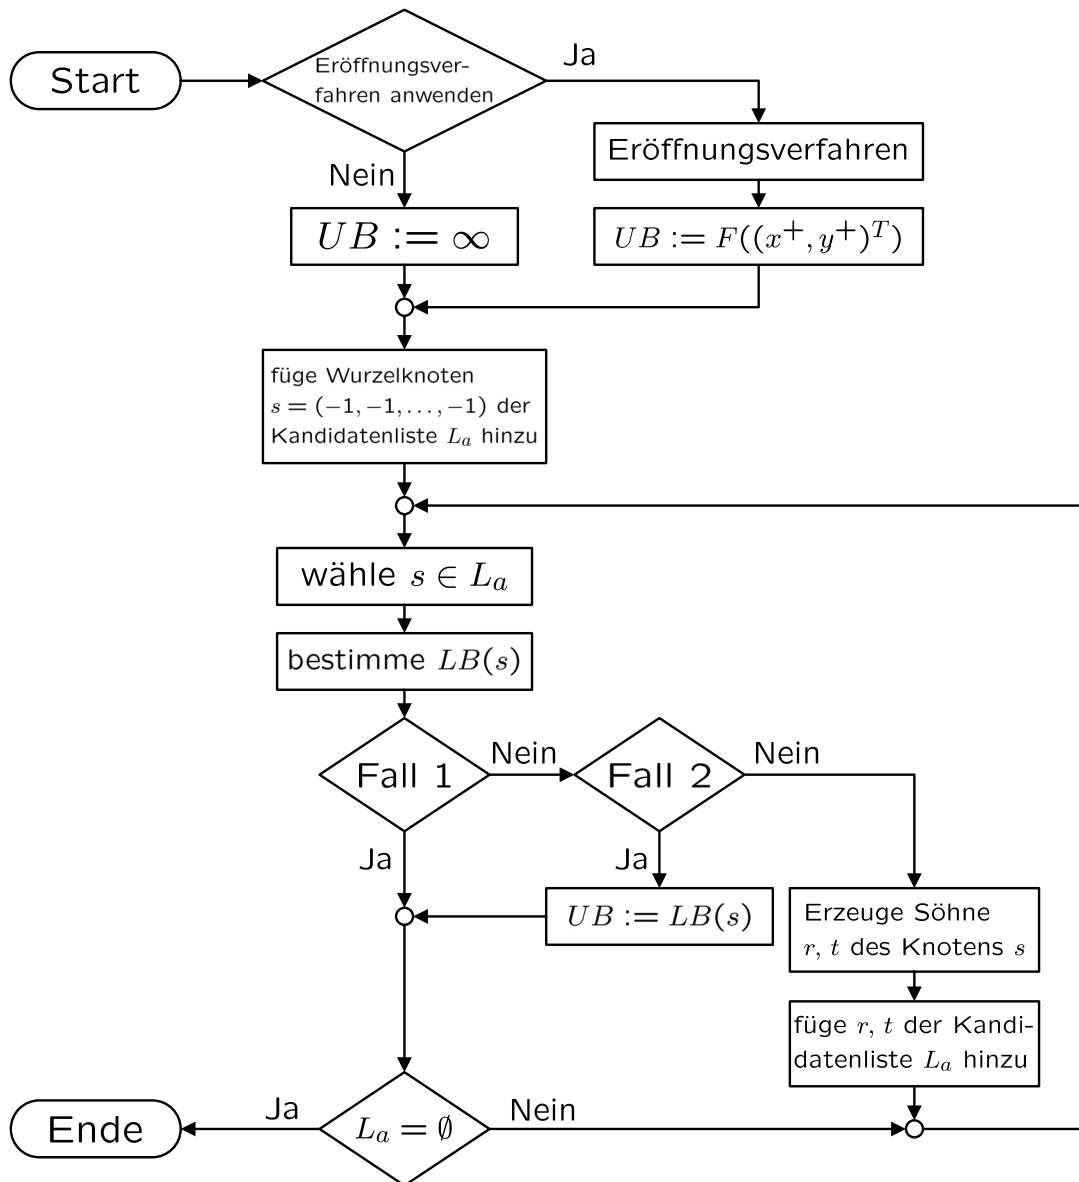 Start
Eröffnungsver-
fahren anwenden
Ja
Nein
Eröffnungsverfahren
UB := ∞
UB := F((x⁺, y⁺)ᵀ)
füge Wurzelknoten
s = (−1, −1, …, −1) der
Kandidatenliste Lₐ hinzu
wähle s ∈ Lₐ
bestimme LB(s)
Fall 1
Nein
Fall 2
Nein
Ja
Ja
UB := LB(s)
Erzeuge Söhne
r, t des Knotens s
füge r, t der Kandi-
datenliste Lₐ hinzu
Ende
Ja
Lₐ = ∅
Nein